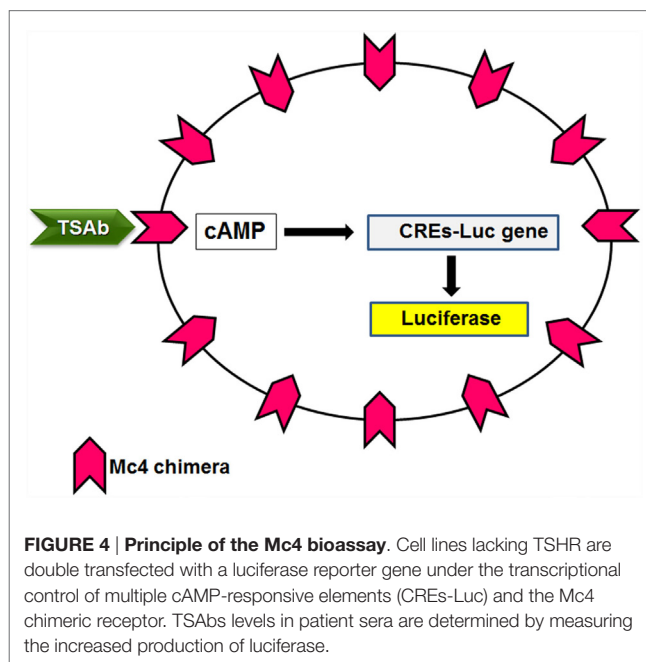 TSAb
cAMP
CREs-Luc gene
Luciferase
Mc4 chimera
FIGURE 4 | Principle of the Mc4 bioassay. Cell lines lacking TSHR are
double transfected with a luciferase reporter gene under the transcriptional
control of multiple cAMP-responsive elements (CREs-Luc) and the Mc4
chimeric receptor. TSAbs levels in patient sera are determined by measuring
the increased production of luciferase.